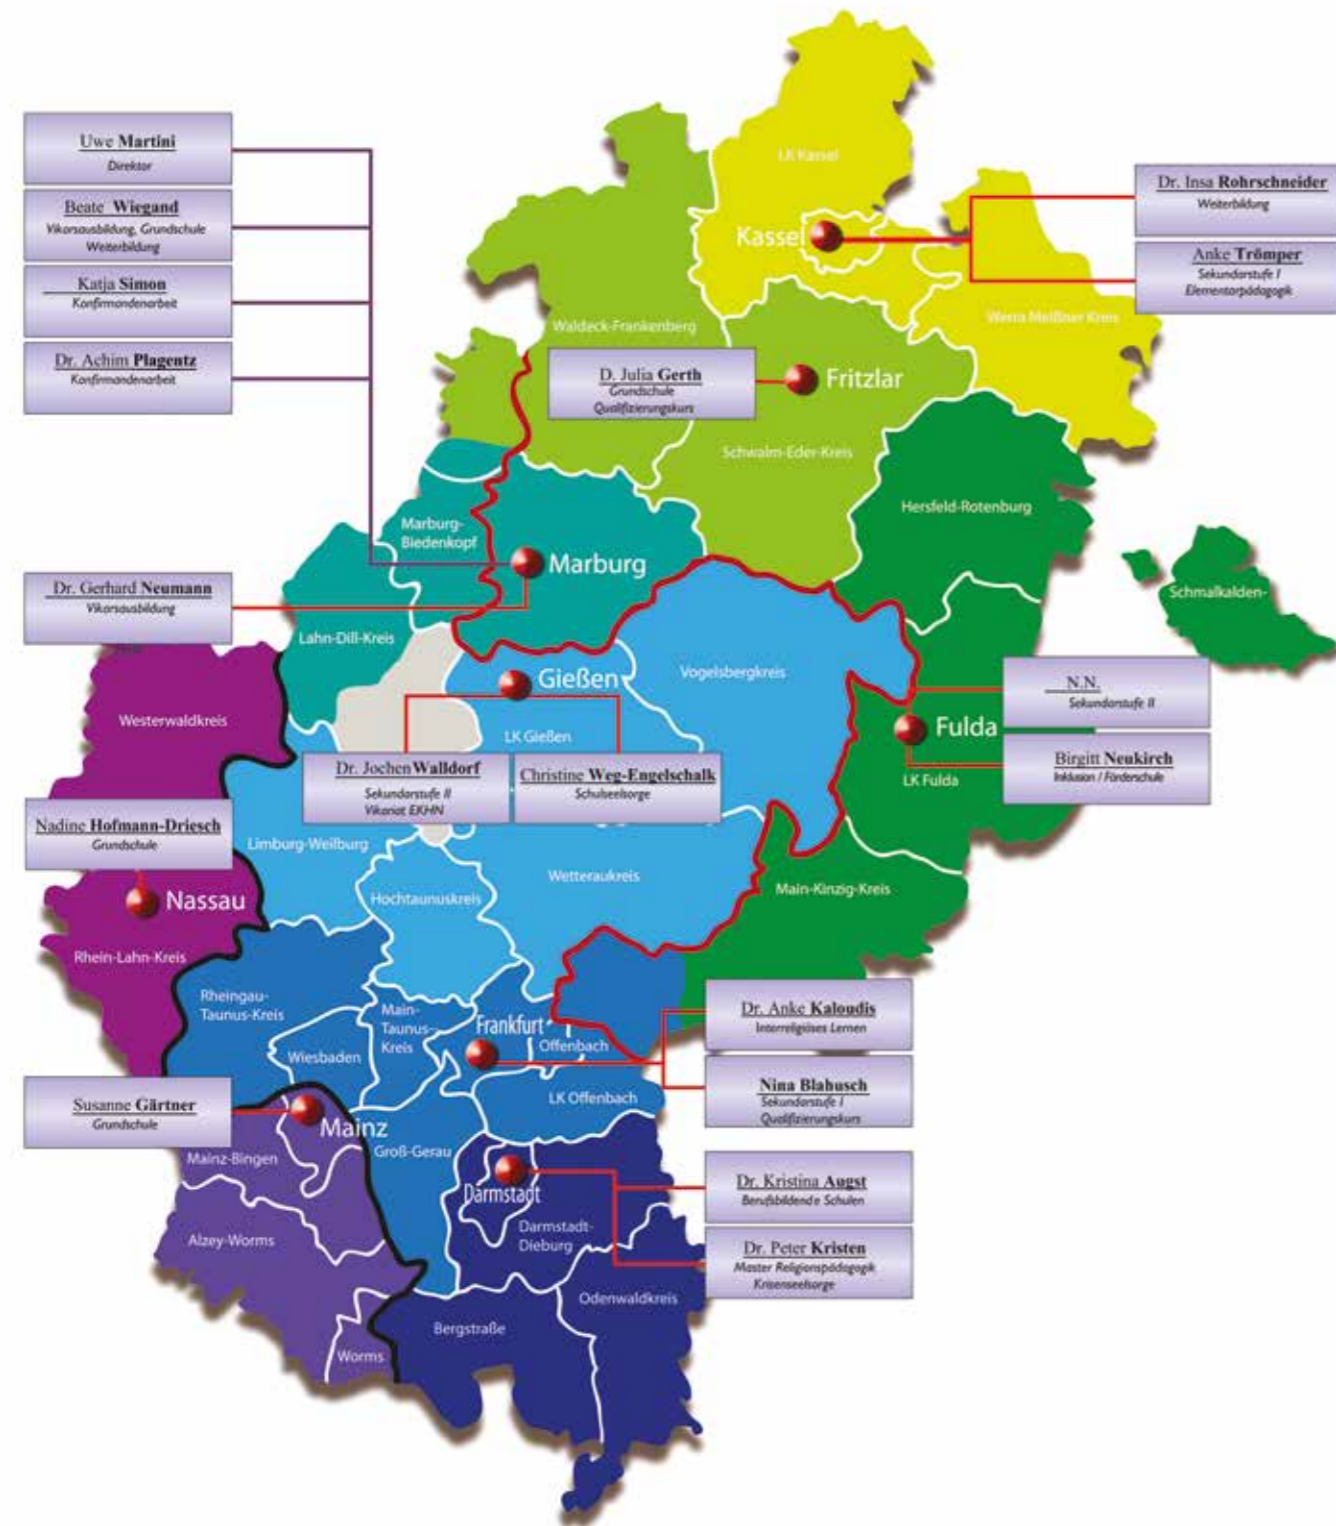 Uwe Martini
Direktor
Beate Wiegand
Vikarsausbildung, Grundschule
Weiterbildung
Katja Simon
Konfirmandenarbeit
Dr. Achim Plagentz
Konfirmandenarbeit
LK Kassel
Kassel
Dr. Insa Rohrschneider
Weiterbildung
Anke Trömper
Sekundarstufe I
Elementarpädagogik
Werra Meißner Kreis
Waldeck-Frankenberg
D. Julia Gerth
Grundschule
Qualifizierungskurs
Fritzlar
Schwalm-Eder-Kreis
Hersfeld-Rotenburg
Marburg-
Biedenkopf
Marburg
Schmalkalden-
Dr. Gerhard Neumann
Vikarsausbildung
Lahn-Dill-Kreis
Gießen
Vogelsbergkreis
Westerwaldkreis
LK Gießen
N.N.
Sekundarstufe II
Fulda
Birgitt Neukirch
Inklusion / Förderschule
LK Fulda
Dr. Jochen Walldorf
Sekundarstufe II
Vikariat EKHN
Christine Weg-Engelschalk
Schulseelsorge
Nadine Hofmann-Driesch
Grundschule
Limburg-Weilburg
Nassau
Hochtaunuskreis
Wetteraukreis
Main-Kinzig-Kreis
Rhein-Lahn-Kreis
Rheingau-
Taunus-Kreis
Main-
Taunus-
Kreis
Frankfurt
Offenbach
Wiesbaden
Dr. Anke Kaloudis
Interreligiöses Lernen
Nina Blahusch
Sekundarstufe I
Qualifizierungskurs
LK Offenbach
Susanne Gärtner
Grundschule
Mainz
Mainz-Bingen
Groß-Gerau
Darmstadt
Dr. Kristina Augst
Berufsbildende Schulen
Dr. Peter Kristen
Master Religionspädagogik
Krisenseelsorge
Darmstadt-
Dieburg
Alzey-Worms
Odenwaldkreis
Bergstraße
Worms